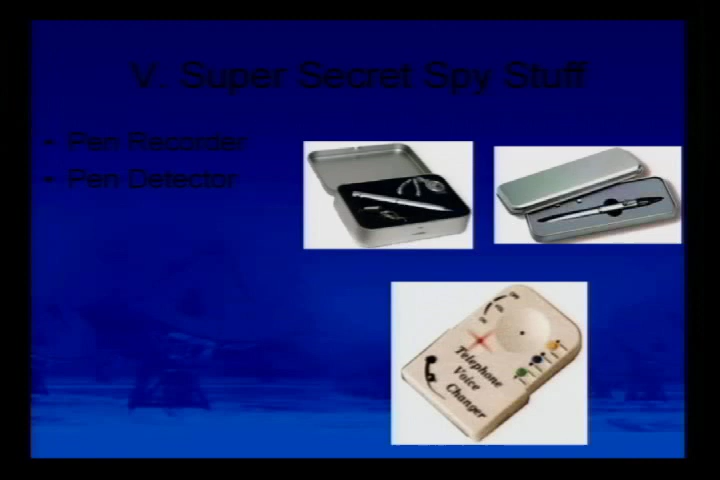 V. Super Secret Spy Stuff
• Pen Recorder
• Pen Detector
Telephone
Voice
Changer